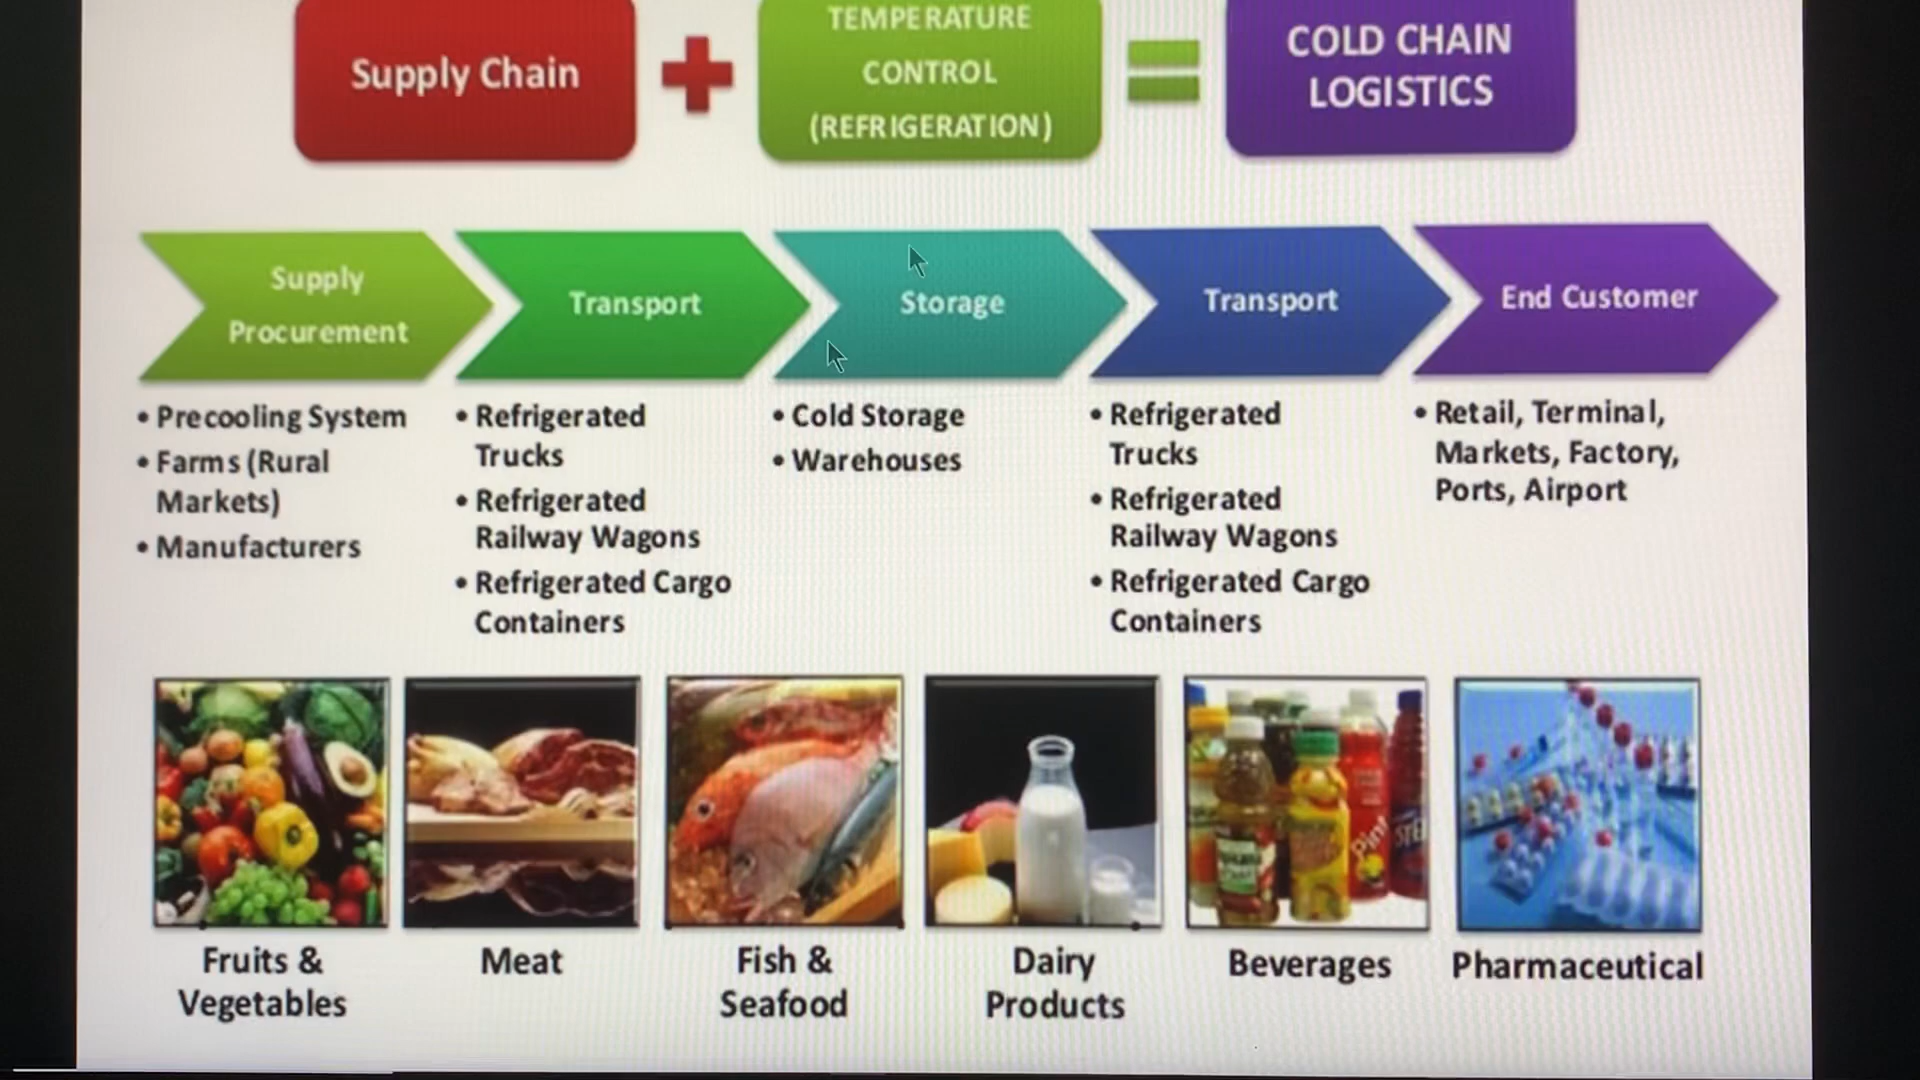 Supply Chain
TEMPERATURE
CONTROL
(REFRIGERATION)
COLD CHAIN
LOGISTICS
Supply
Procurement
Transport
Storage
Transport
End Customer
• Precooling System
• Farms (Rural
Markets)
• Manufacturers
• Refrigerated
Trucks
• Refrigerated
Railway Wagons
• Refrigerated Cargo
Containers
• Cold Storage
• Warehouses
• Refrigerated
Trucks
• Refrigerated
Railway Wagons
• Refrigerated Cargo
Containers
• Retail, Terminal,
Markets, Factory,
Ports, Airport
Fruits &
Vegetables
Meat
Fish &
Seafood
Dairy
Products
Beverages
Pharmaceutical